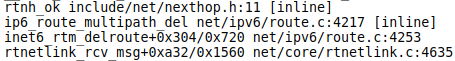 rtnh_ok include/net/nexthop.h:11 [inline]
ip6_route_multipath_del net/ipv6/route.c:4217 [inline]
inet6_rtm_delroute+0x304/0x720 net/ipv6/route.c:4253
rtnetlink_rcv_msg+0xa32/0x1560 net/core/rtnetlink.c:4635